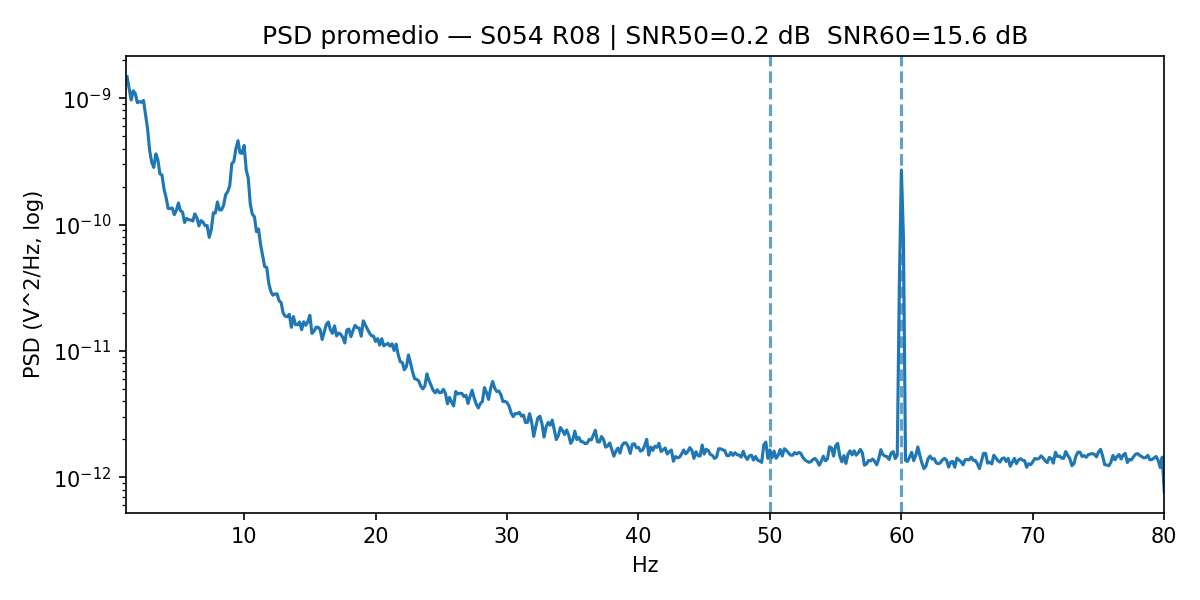 PSD promedio — S054 R08 | SNR50=0.2 dB  SNR60=15.6 dB
PSD (V^2/Hz, log)
10⁻⁹
10⁻¹⁰
10⁻¹¹
10⁻¹²
10 20 30 40 50 60 70 80
Hz